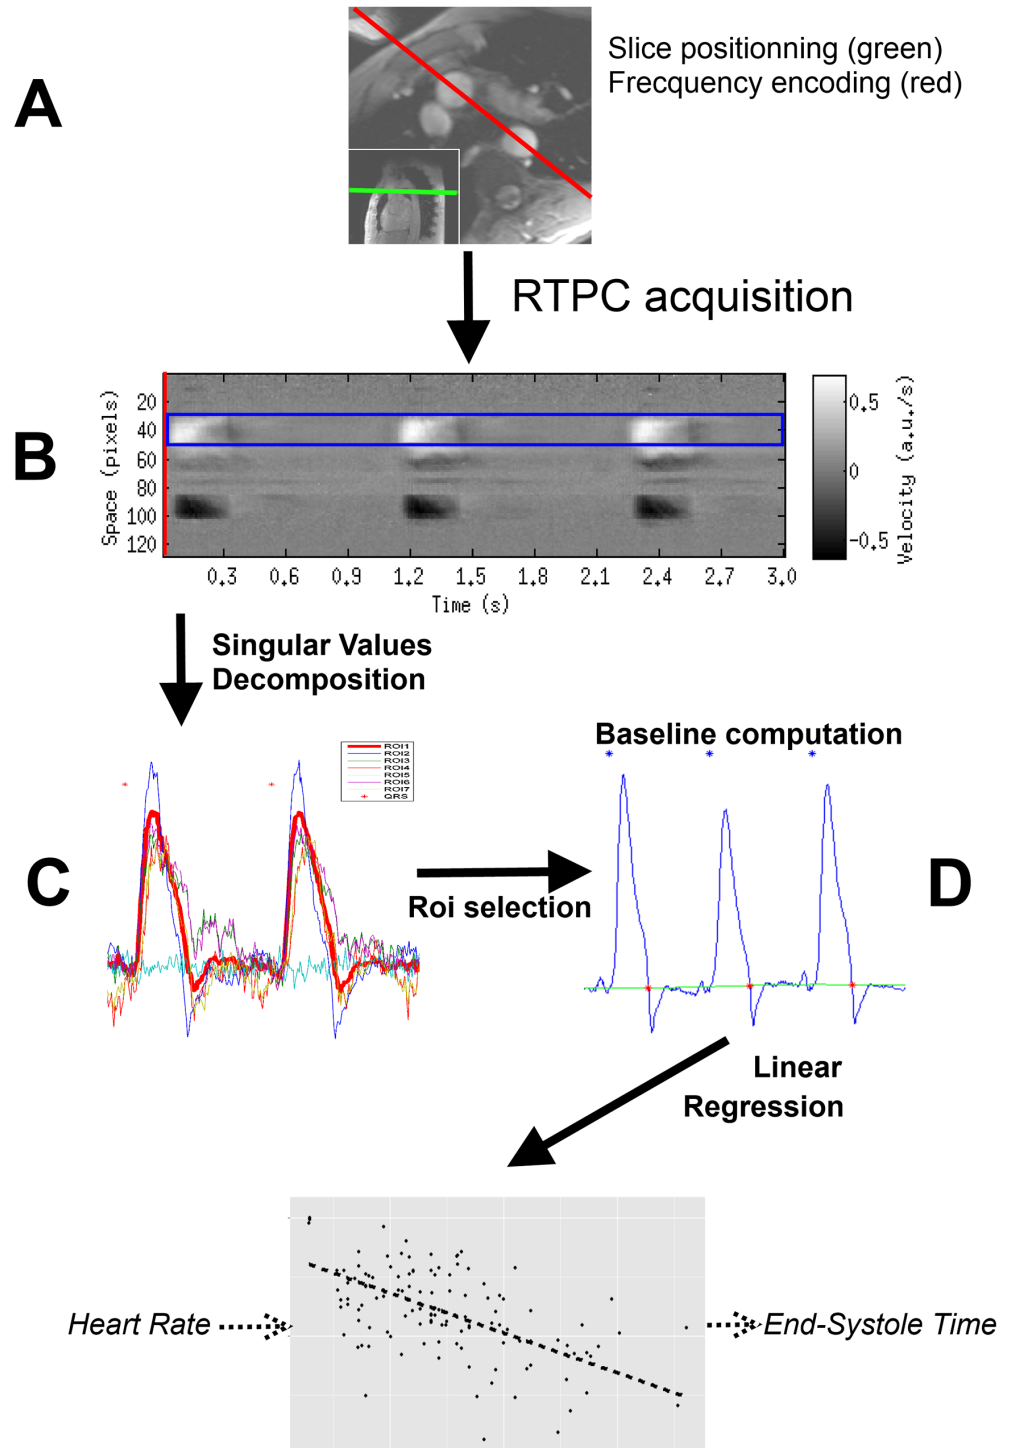 A
Slice positionning (green)
Frecquency encoding (red)
RTPC acquisition
B
Space (pixels)
20
40
60
80
100
120
0.3 0.6 0.9 1.2 1.5 1.8 2.1 2.4 2.7 3.0
Time (s)
0.5
0
-0.5
Velocity (a.u./s)
Singular Values
Decomposition
ROI1
ROI2
ROI3
ROI4
ROI5
ROI6
ROI7
QRS
C
Roi selection
Baseline computation
D
Linear
Regression
Heart Rate
End-Systole Time